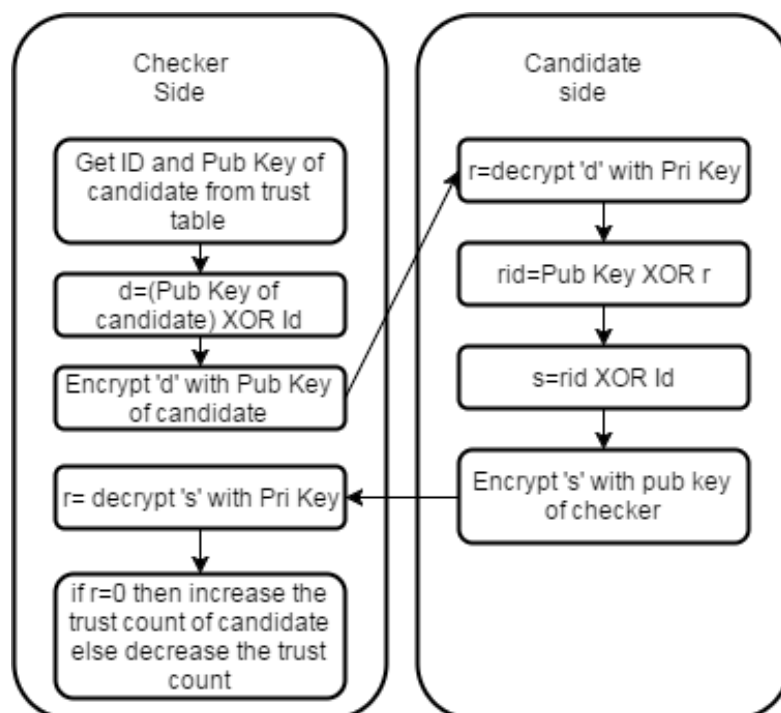 Checker
Side
Get ID and Pub Key of
candidate from trust
table
d=(Pub Key of
candidate) XOR Id
Encrypt 'd' with Pub Key
of candidate
r= decrypt 's' with Pri Key
if r=0 then increase the
trust count of candidate
else decrease the trust
count
Candidate
side
r=decrypt 'd' with Pri Key
rid=Pub Key XOR r
s=rid XOR Id
Encrypt 's' with pub key
of checker